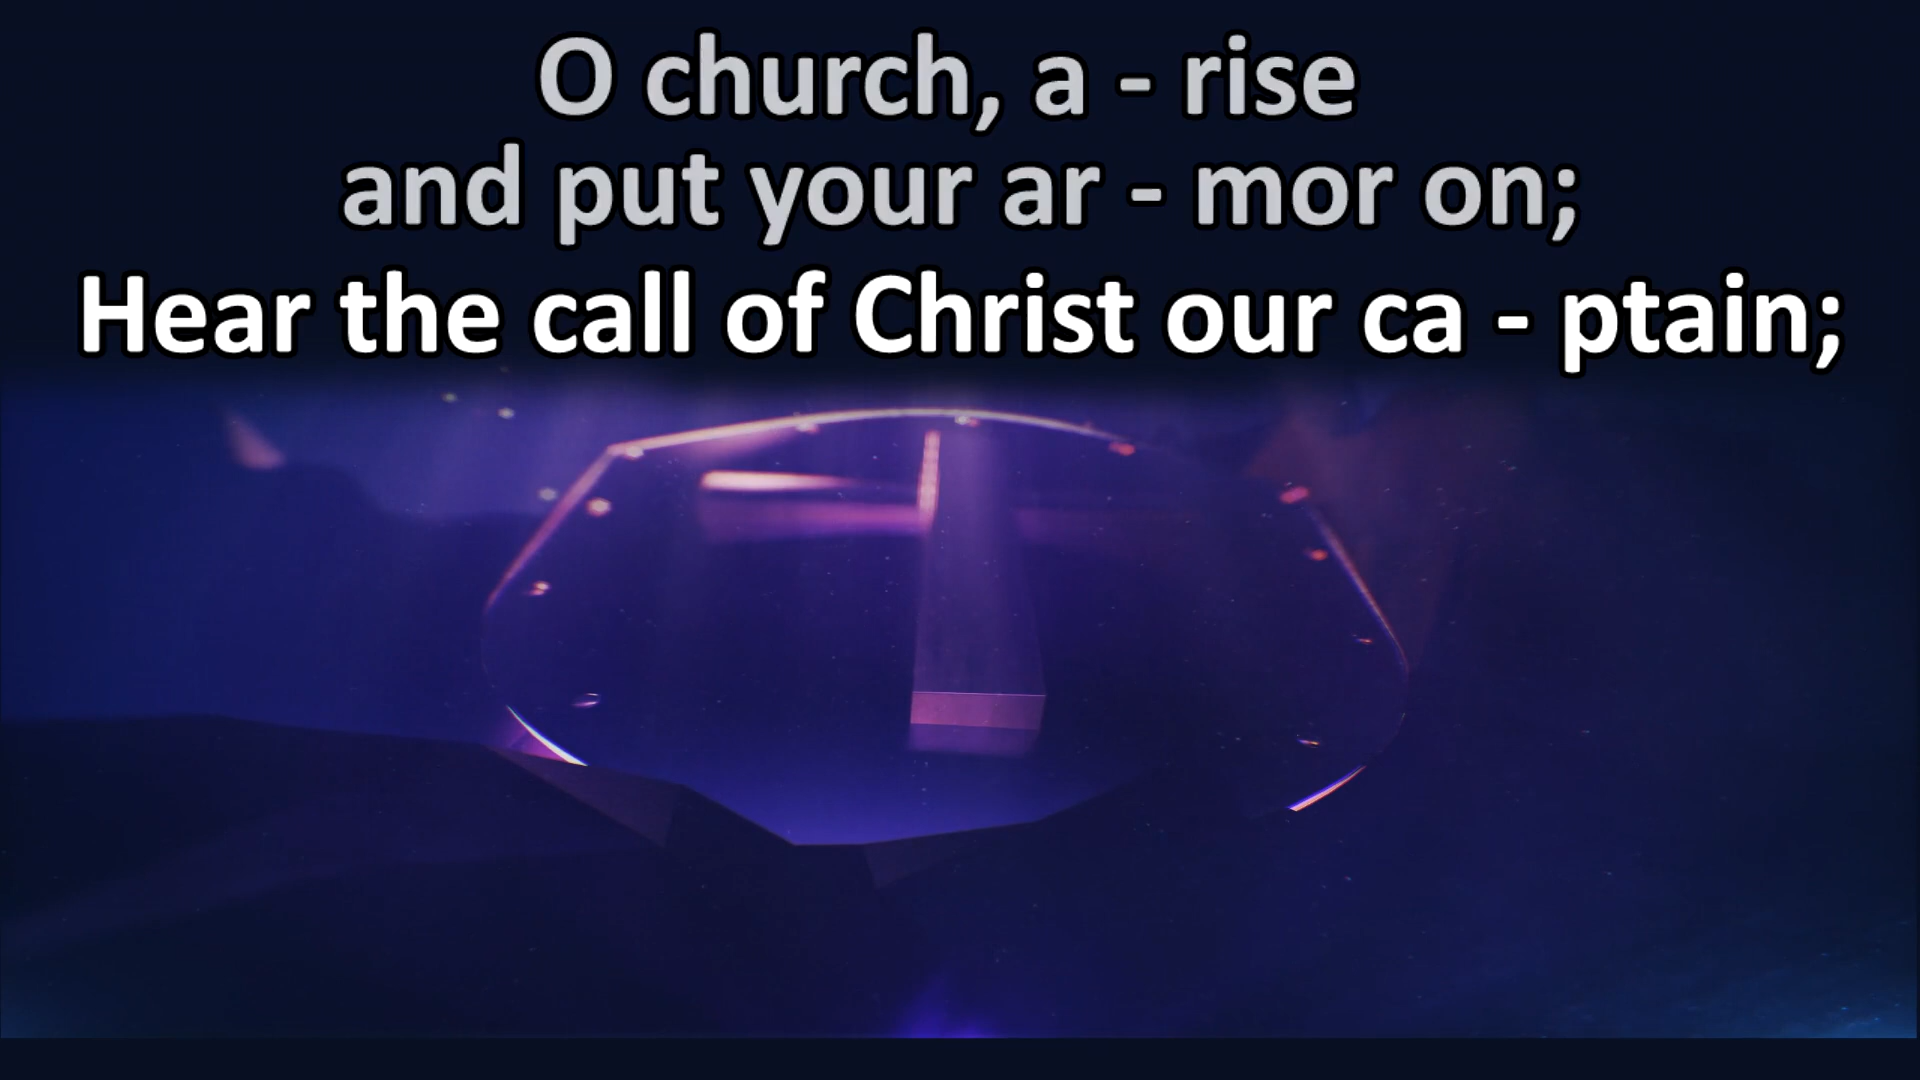 O church, a - rise
and put your ar - mor on;
Hear the call of Christ our ca - ptain;